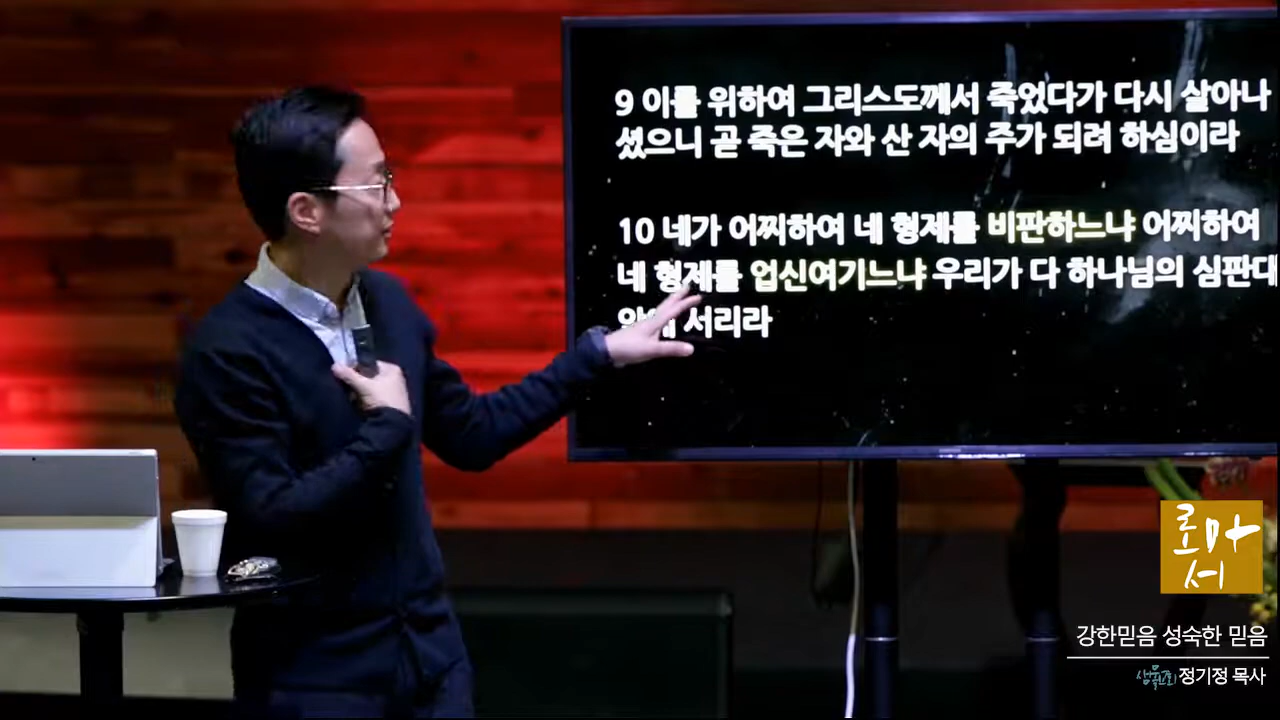 9 이를 위하여 그리스도께서 죽었다가 다시 살아나
셨으니 곧 죽은 자와 산 자의 주가 되려 하심이라
10 네가 어찌하여 네 형제를 비판하느냐 어찌하여
네 형제를 업신여기느냐 우리가 다 하나님의 심판대
앞에 서리라
로마
서
강한믿음 성숙한 믿음
정기정 목사